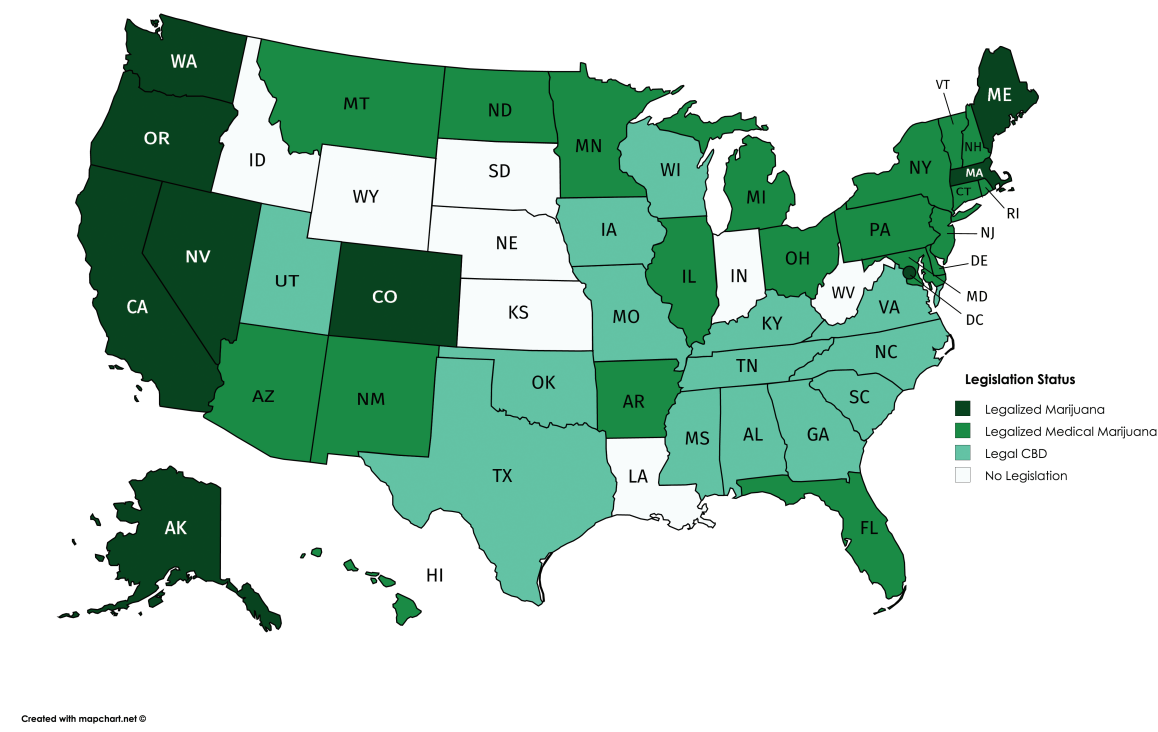 WA
ME
VT
MT
ND
OR
MN
NH
ID
SD
WI
NY
MA
WY
MI
CT
RI
IA
PA
NJ
NE
NV
OH
DE
IL
IN
UT
CO
WV
MD
CA
KS
MO
VA
DC
KY
NC
TN
OK
Legislation Status
AZ
NM
AR
SC
Legalized Marijuana
MS
AL
GA
Legalized Medical Marijuana
Legal CBD
TX
LA
No Legislation
AK
FL
HI
Created with mapchart.net ©